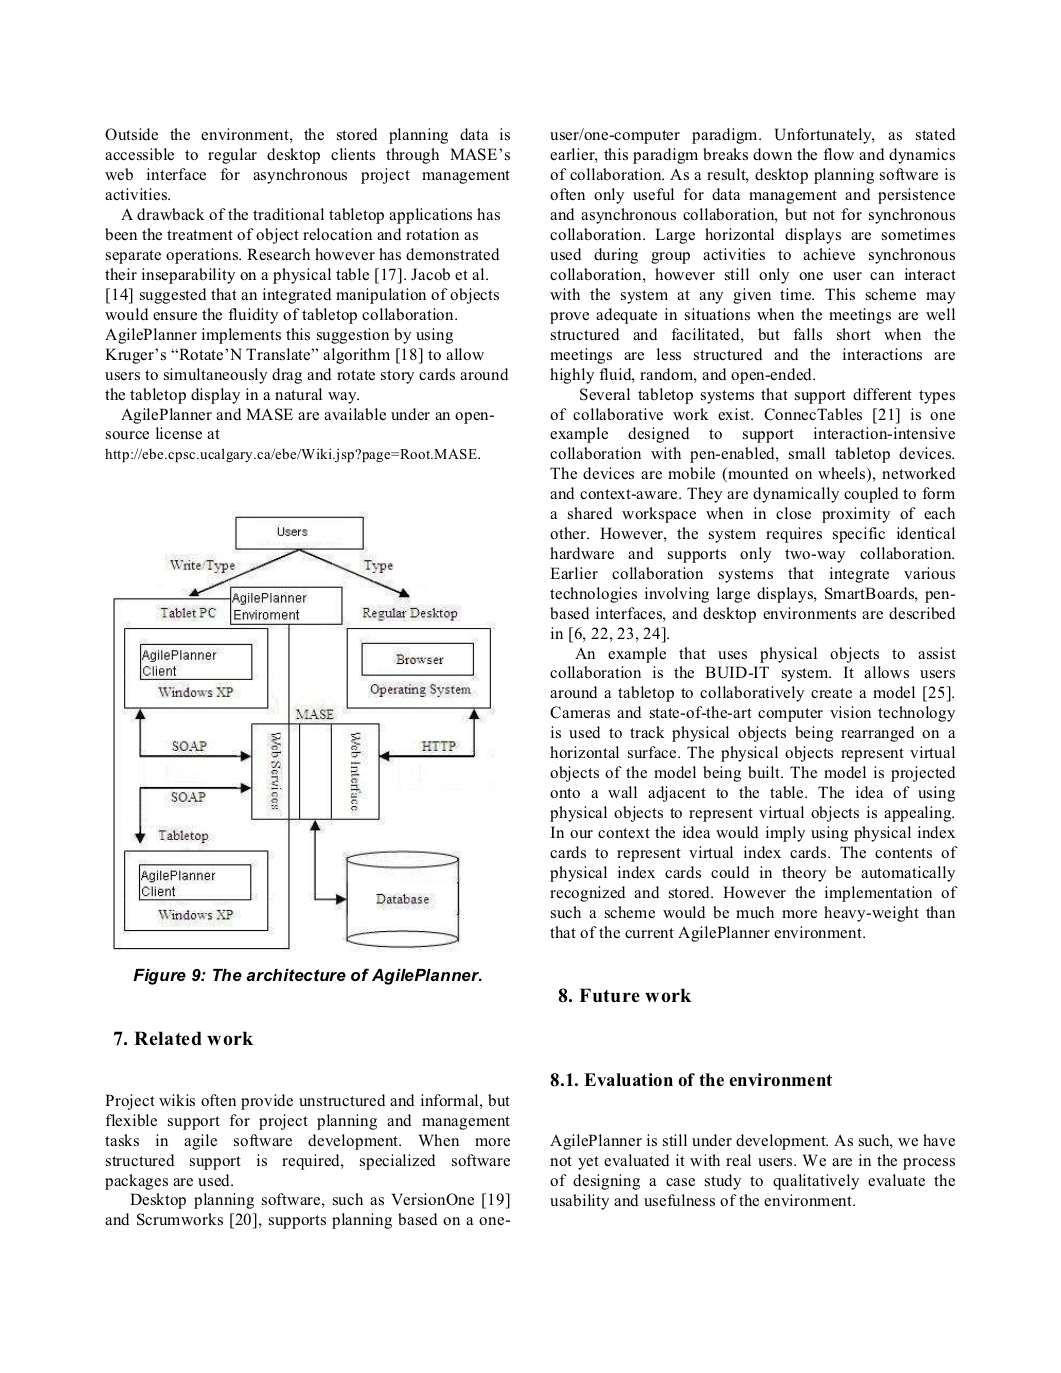 Outside the environment, the stored planning data is
accessible to regular desktop clients through MASE’s
web interface for asynchronous project management
activities.
A drawback of the traditional tabletop applications has
been the treatment of object relocation and rotation as
separate operations. Research however has demonstrated
their inseparability on a physical table [17]. Jacob et al.
[14] suggested that an integrated manipulation of objects
would ensure the fluidity of tabletop collaboration.
AgilePlanner implements this suggestion by using
Kruger’s “Rotate’N Translate” algorithm [18] to allow
users to simultaneously drag and rotate story cards around
the tabletop display in a natural way.
AgilePlanner and MASE are available under an open-
source license at
http://ebe.cpsc.ucalgary.ca/ebe/Wiki.jsp?page=Root.MASE.
Users
Write/Type
Type
AgilePlanner
Enviroment
Tablet PC
Regular Desktop
AgilePlanner
Client
Windows XP
Browser
Operating System
MASE
SOAP
Web Services
Web Interface
HTTP
SOAP
Tabletop
AgilePlanner
Client
Windows XP
Database
Figure 9: The architecture of AgilePlanner.
7. Related work
Project wikis often provide unstructured and informal, but
flexible support for project planning and management
tasks in agile software development. When more
structured support is required, specialized software
packages are used.
Desktop planning software, such as VersionOne [19]
and Scrumworks [20], supports planning based on a one-
user/one-computer paradigm. Unfortunately, as stated
earlier, this paradigm breaks down the flow and dynamics
of collaboration. As a result, desktop planning software is
often only useful for data management and persistence
and asynchronous collaboration, but not for synchronous
collaboration. Large horizontal displays are sometimes
used during group activities to achieve synchronous
collaboration, however still only one user can interact
with the system at any given time. This scheme may
prove adequate in situations when the meetings are well
structured and facilitated, but falls short when the
meetings are less structured and the interactions are
highly fluid, random, and open-ended.
Several tabletop systems that support different types
of collaborative work exist. ConnecTables [21] is one
example designed to support interaction-intensive
collaboration with pen-enabled, small tabletop devices.
The devices are mobile (mounted on wheels), networked
and context-aware. They are dynamically coupled to form
a shared workspace when in close proximity of each
other. However, the system requires specific identical
hardware and supports only two-way collaboration.
Earlier collaboration systems that integrate various
technologies involving large displays, SmartBoards, pen-
based interfaces, and desktop environments are described
in [6, 22, 23, 24].
An example that uses physical objects to assist
collaboration is the BUID-IT system. It allows users
around a tabletop to collaboratively create a model [25].
Cameras and state-of-the-art computer vision technology
is used to track physical objects being rearranged on a
horizontal surface. The physical objects represent virtual
objects of the model being built. The model is projected
onto a wall adjacent to the table. The idea of using
physical objects to represent virtual objects is appealing.
In our context the idea would imply using physical index
cards to represent virtual index cards. The contents of
physical index cards could in theory be automatically
recognized and stored. However the implementation of
such a scheme would be much more heavy-weight than
that of the current AgilePlanner environment.
8. Future work
8.1. Evaluation of the environment
AgilePlanner is still under development. As such, we have
not yet evaluated it with real users. We are in the process
of designing a case study to qualitatively evaluate the
usability and usefulness of the environment.